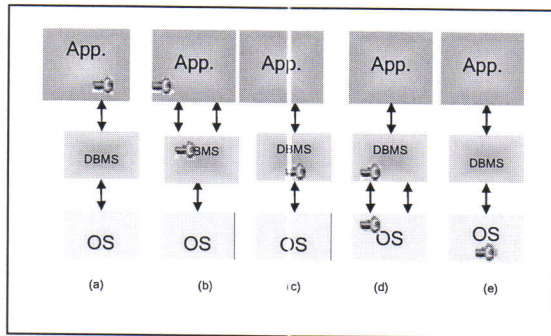 App. App. App. App. App.
DBMS BMS DBMS DBMS DBMS
OS OS OS OS OS
(a) (b) (c) (d) (e)